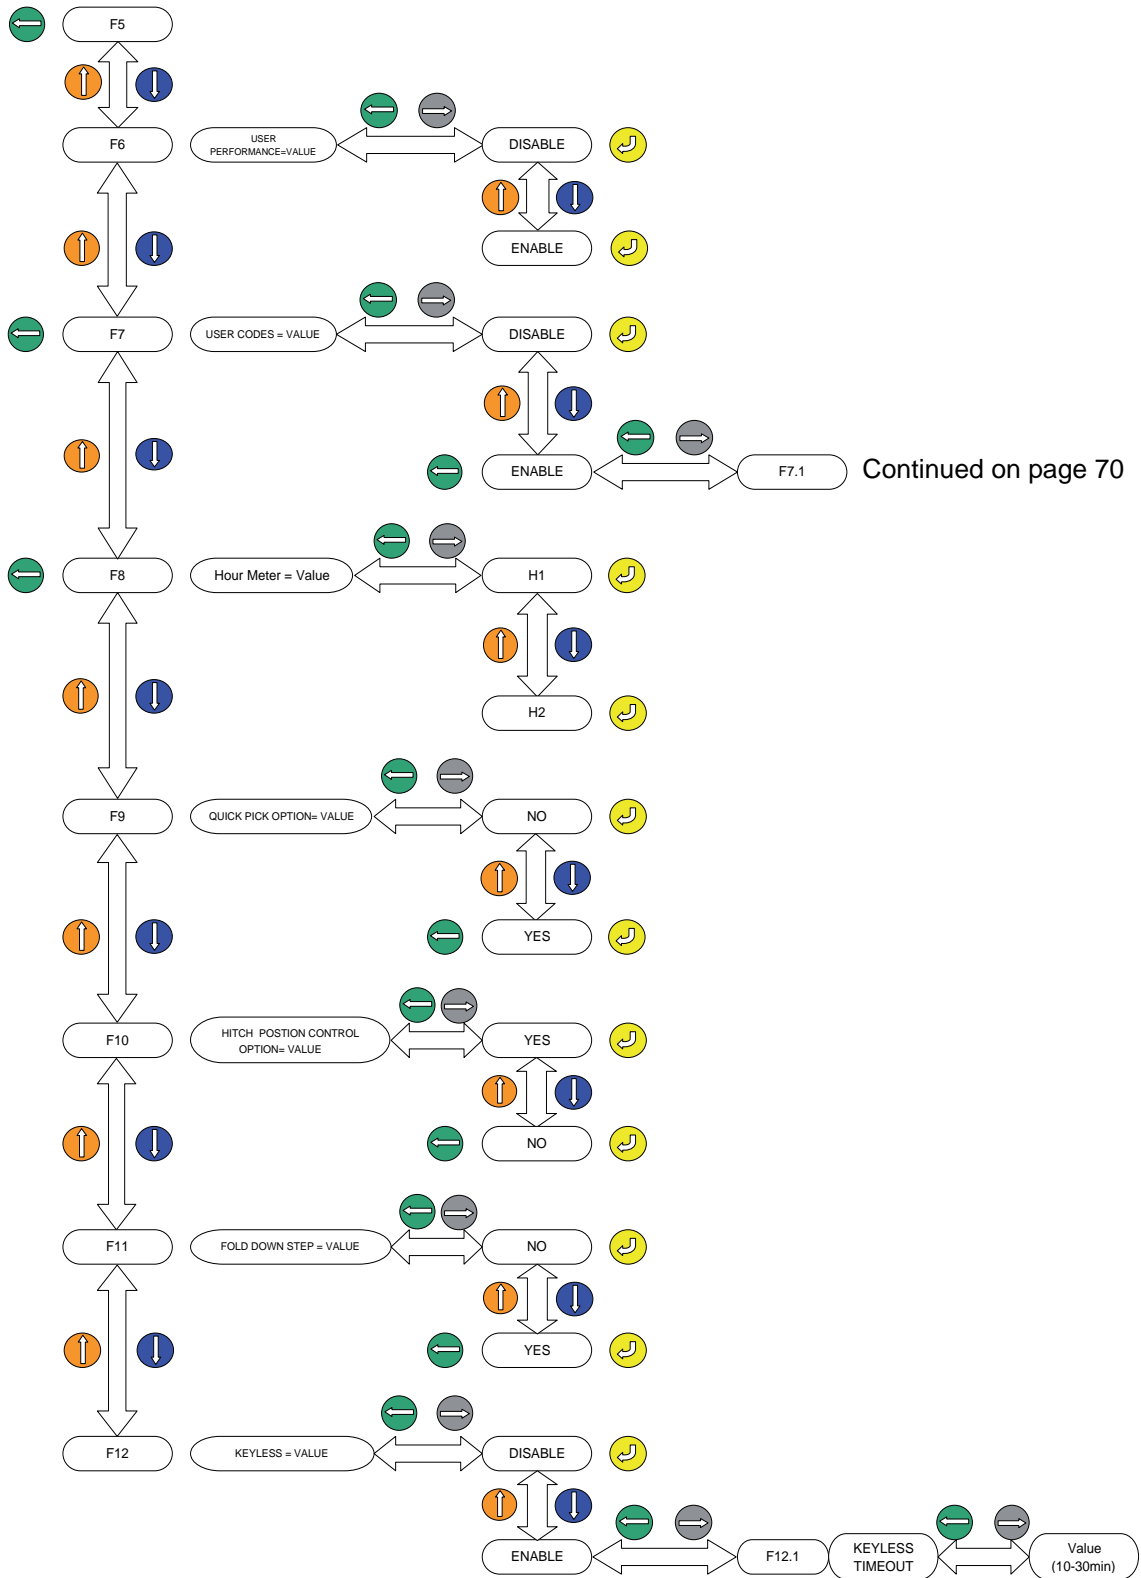 F5
F6
USER
PERFORMANCE=VALUE
DISABLE
ENABLE
F7
USER CODES = VALUE
DISABLE
ENABLE
F7.1
Continued on page 70
F8
Hour Meter = Value
H1
H2
F9
QUICK PICK OPTION= VALUE
NO
YES
F10
HITCH POSTION CONTROL
OPTION= VALUE
YES
NO
F11
FOLD DOWN STEP = VALUE
NO
YES
F12
KEYLESS = VALUE
DISABLE
ENABLE
F12.1
KEYLESS
TIMEOUT
Value
(10-30min)